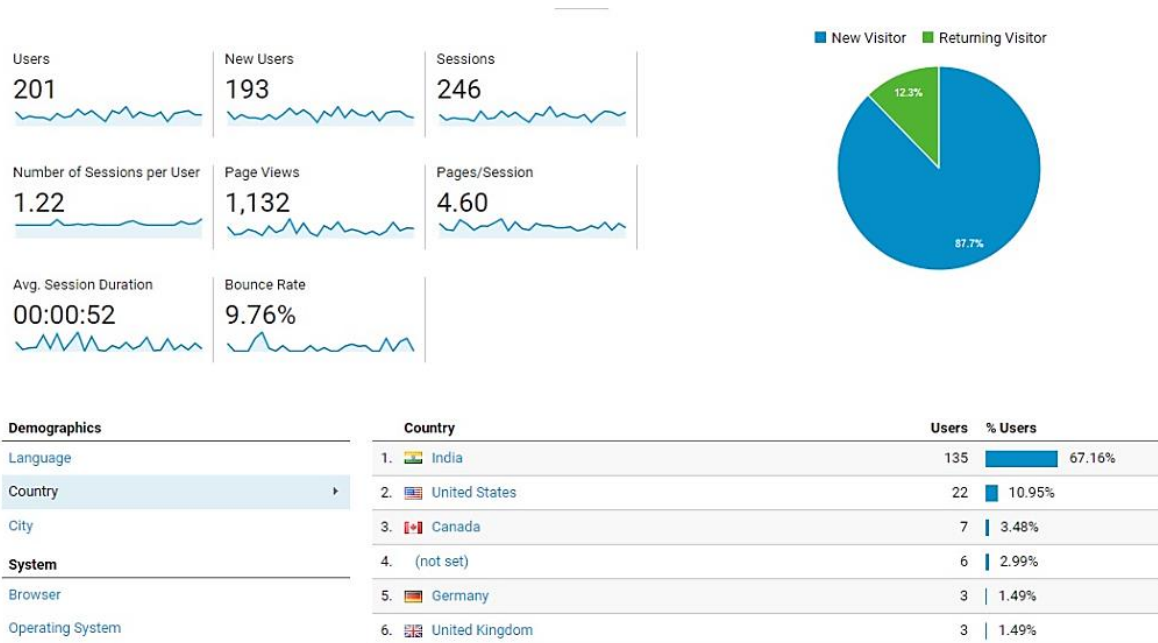 New Visitor Returning Visitor
Users New Users Sessions
201 193 246
12.3%
Number of Sessions per User Page Views Pages/Session
1.22 1,132 4.60
87.7%
Avg. Session Duration Bounce Rate
00:00:52 9.76%
Demographics Country Users % Users
Language 1. India 135 67.16%
Country 2. United States 22 10.95%
City 3. Canada 7 3.48%
System 4. (not set) 6 2.99%
Browser 5. Germany 3 1.49%
Operating System 6. United Kingdom 3 1.49%